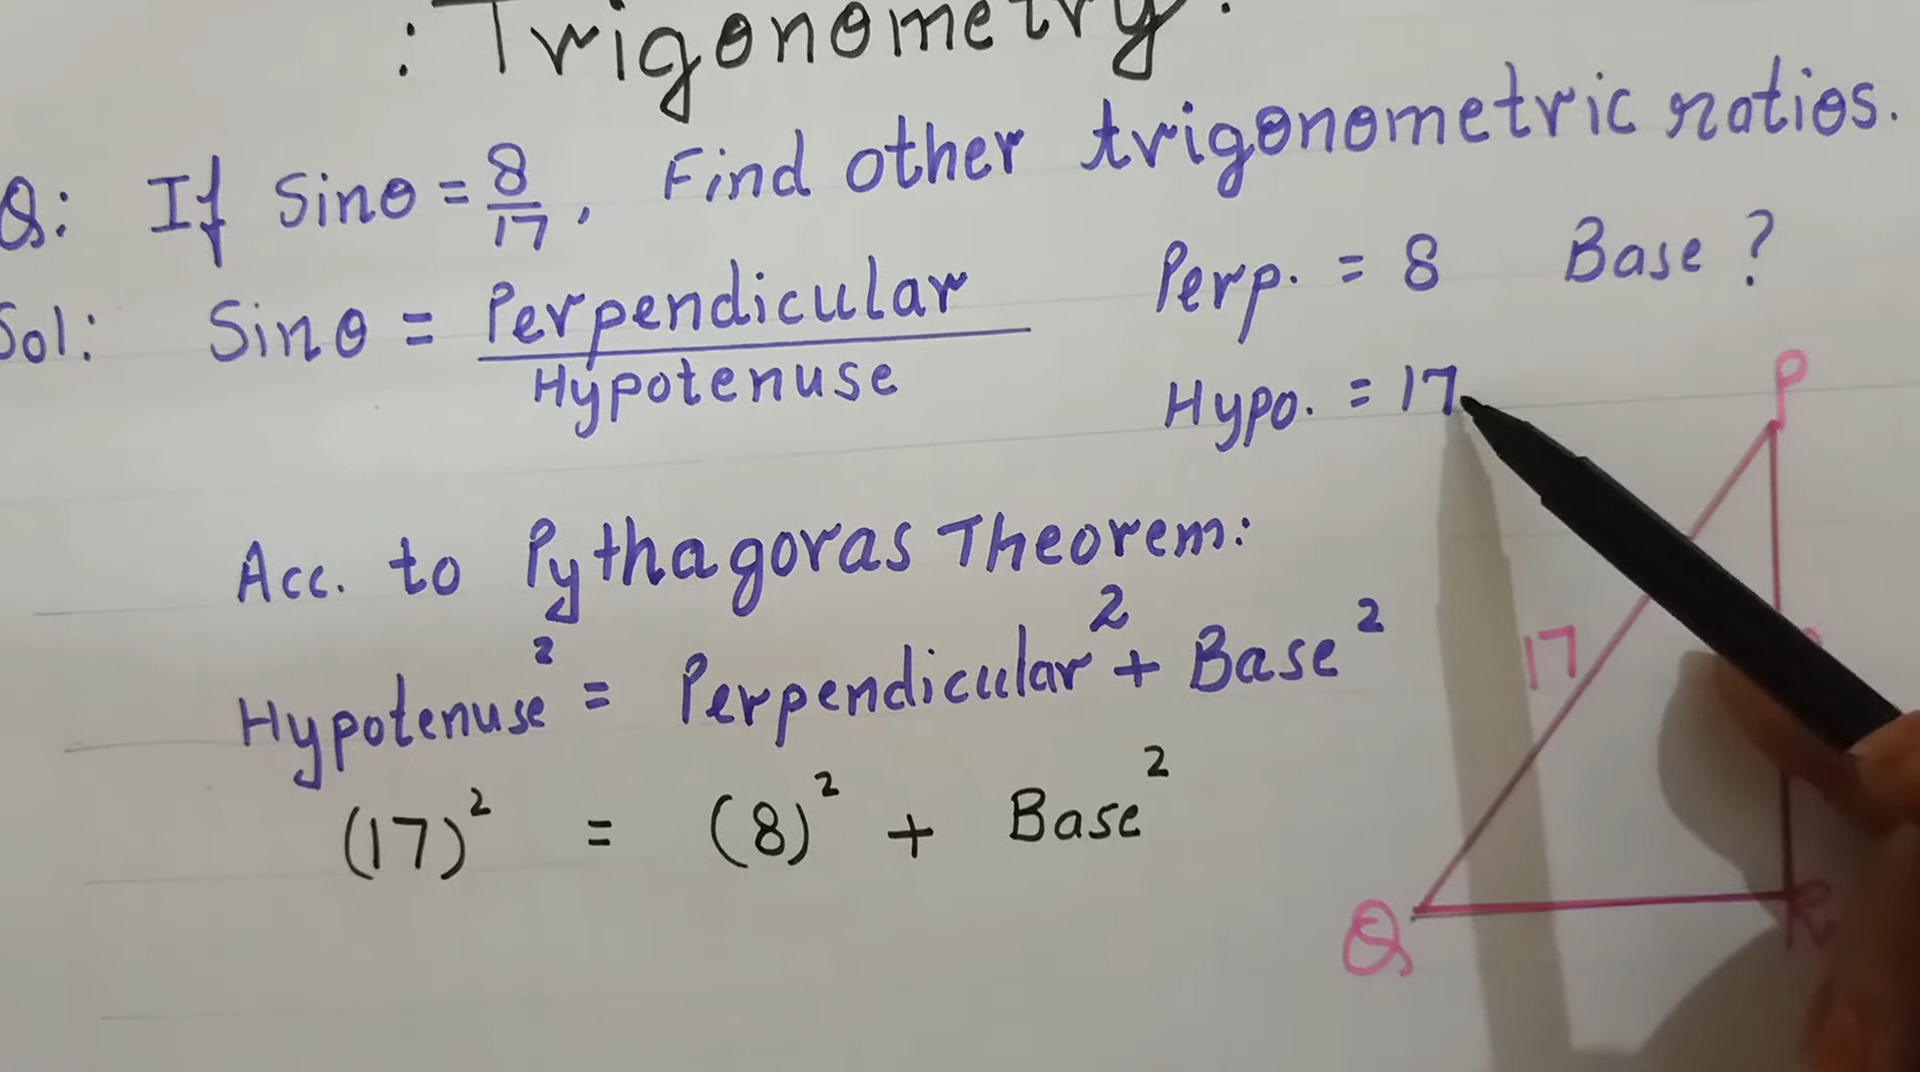 : Trigonometry :
Q: If Sinθ = 8/17, Find other trigonometric ratios.
Sol: Sinθ = Perpendicular/Hypotenuse
Perp. = 8 Base ?
Hypo. = 17
Acc. to Pythagoras Theorem:
Hypotenuse² = Perpendicular² + Base²
(17)² = (8)² + Base²
P
17
Q R